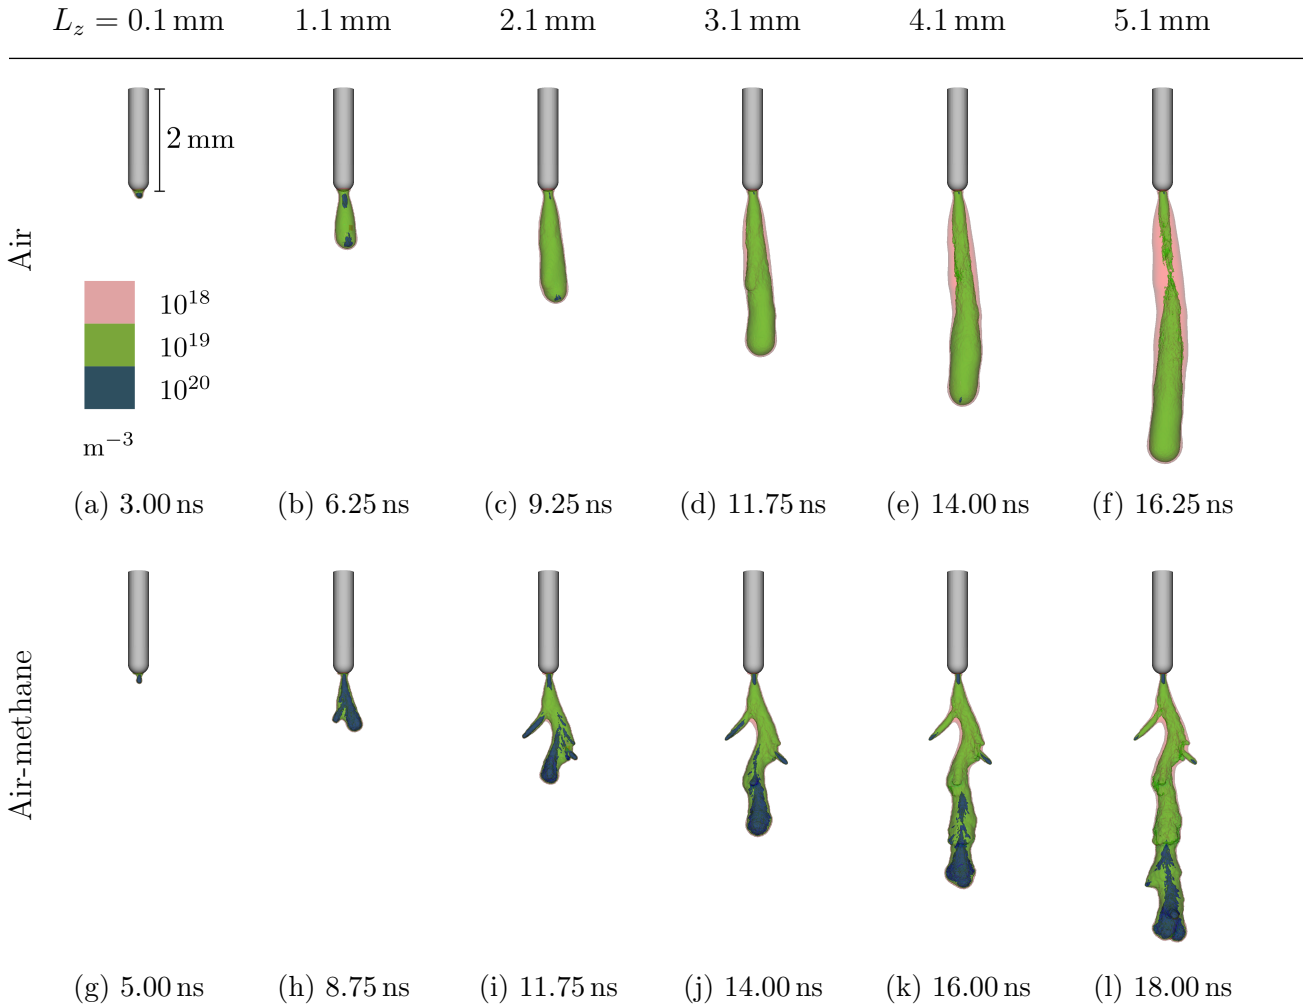 L_z = 0.1 mm 1.1 mm 2.1 mm 3.1 mm 4.1 mm 5.1 mm
2 mm
Air
10^18
10^19
10^20
m^−3
(a) 3.00 ns (b) 6.25 ns (c) 9.25 ns (d) 11.75 ns (e) 14.00 ns (f) 16.25 ns
Air-methane
(g) 5.00 ns (h) 8.75 ns (i) 11.75 ns (j) 14.00 ns (k) 16.00 ns (l) 18.00 ns